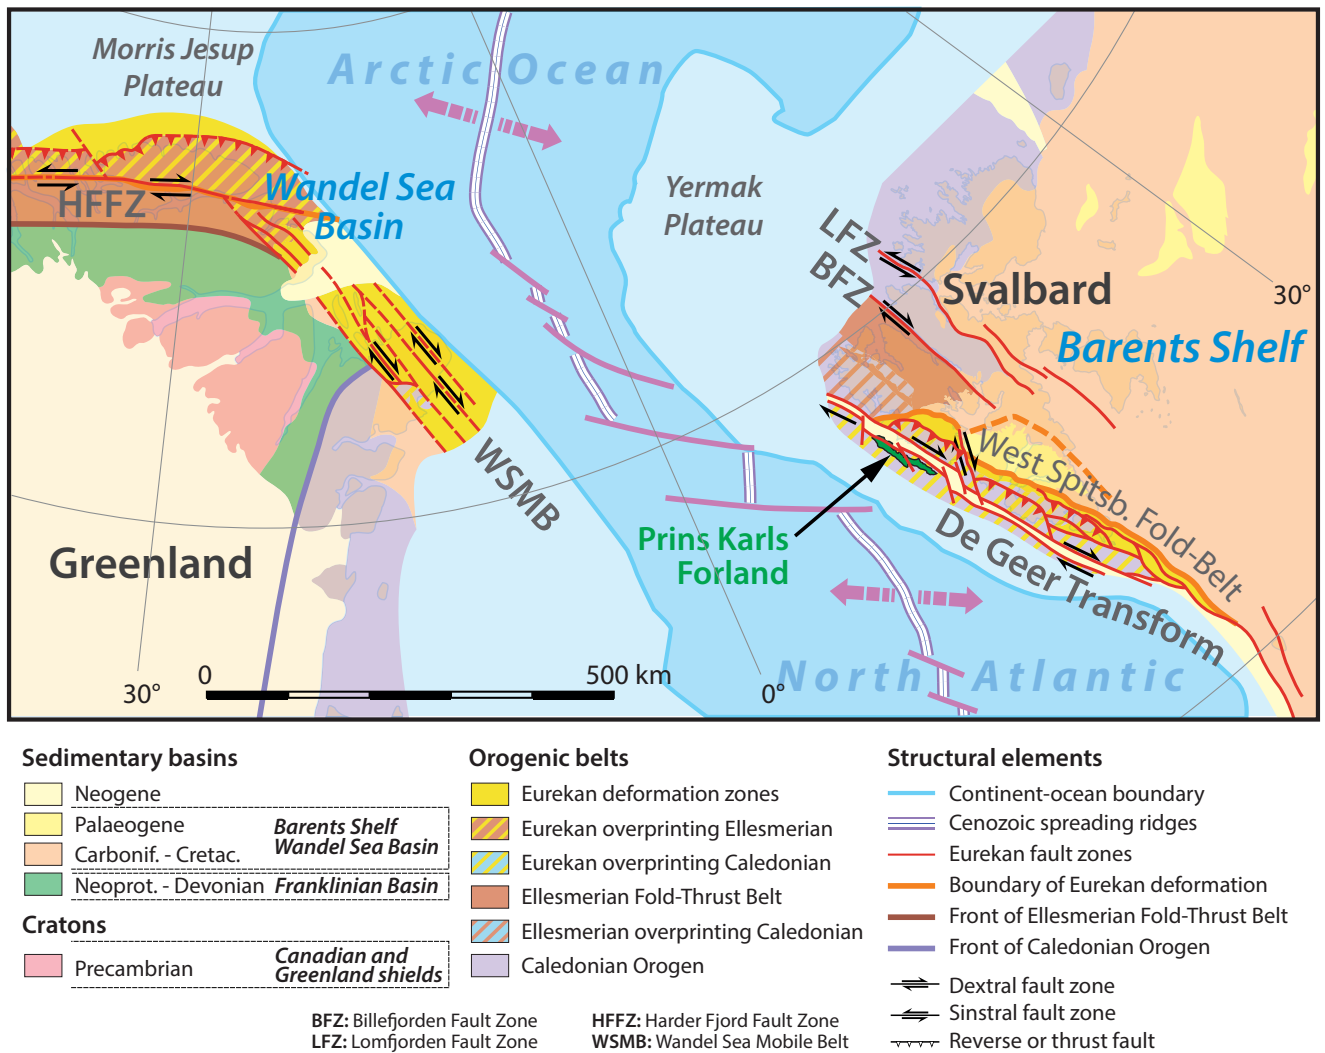 Morris Jesup
Plateau
Arctic Ocean
Wandel Sea
Basin
HFFZ
Yermak
Plateau
LFZ
BFZ
Svalbard
30°
Barents Shelf
West Spitsb. Fold-Belt
WSMB
De Geer Transform
Prins Karls
Forland
Greenland
North Atlantic
0
500 km
30°
0°
Sedimentary basins
Neogene
Palaeogene
Carbonif. - Cretac.
Barents Shelf
Wandel Sea Basin
Neoprot. - Devonian
Franklinian Basin
Cratons
Precambrian
Canadian and
Greenland shields
Orogenic belts
Eurekan deformation zones
Eurekan overprinting Ellesmerian
Eurekan overprinting Caledonian
Ellesmerian Fold-Thrust Belt
Ellesmerian overprinting Caledonian
Caledonian Orogen
Structural elements
Continent-ocean boundary
Cenozoic spreading ridges
Eurekan fault zones
Boundary of Eurekan deformation
Front of Ellesmerian Fold-Thrust Belt
Front of Caledonian Orogen
Dextral fault zone
Sinstral fault zone
Reverse or thrust fault
BFZ: Billefjorden Fault Zone
LFZ: Lomfjorden Fault Zone
HFFZ: Harder Fjord Fault Zone
WSMB: Wandel Sea Mobile Belt